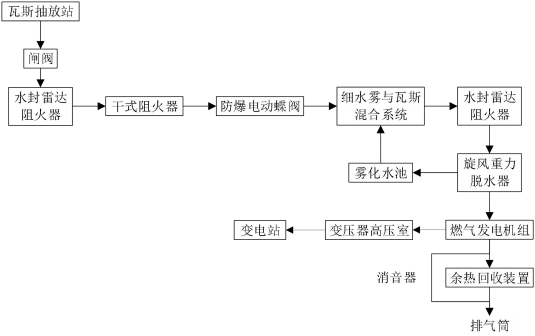 瓦斯抽放站
闸阀
水封雷达
阻火器
干式阻火器
防爆电动蝶阀
细水雾与瓦斯
混合系统
水封雷达
阻火器
雾化水池
旋风重力
脱水器
变电站
变压器高压室
燃气发电机组
消音器
余热回收装置
排气筒